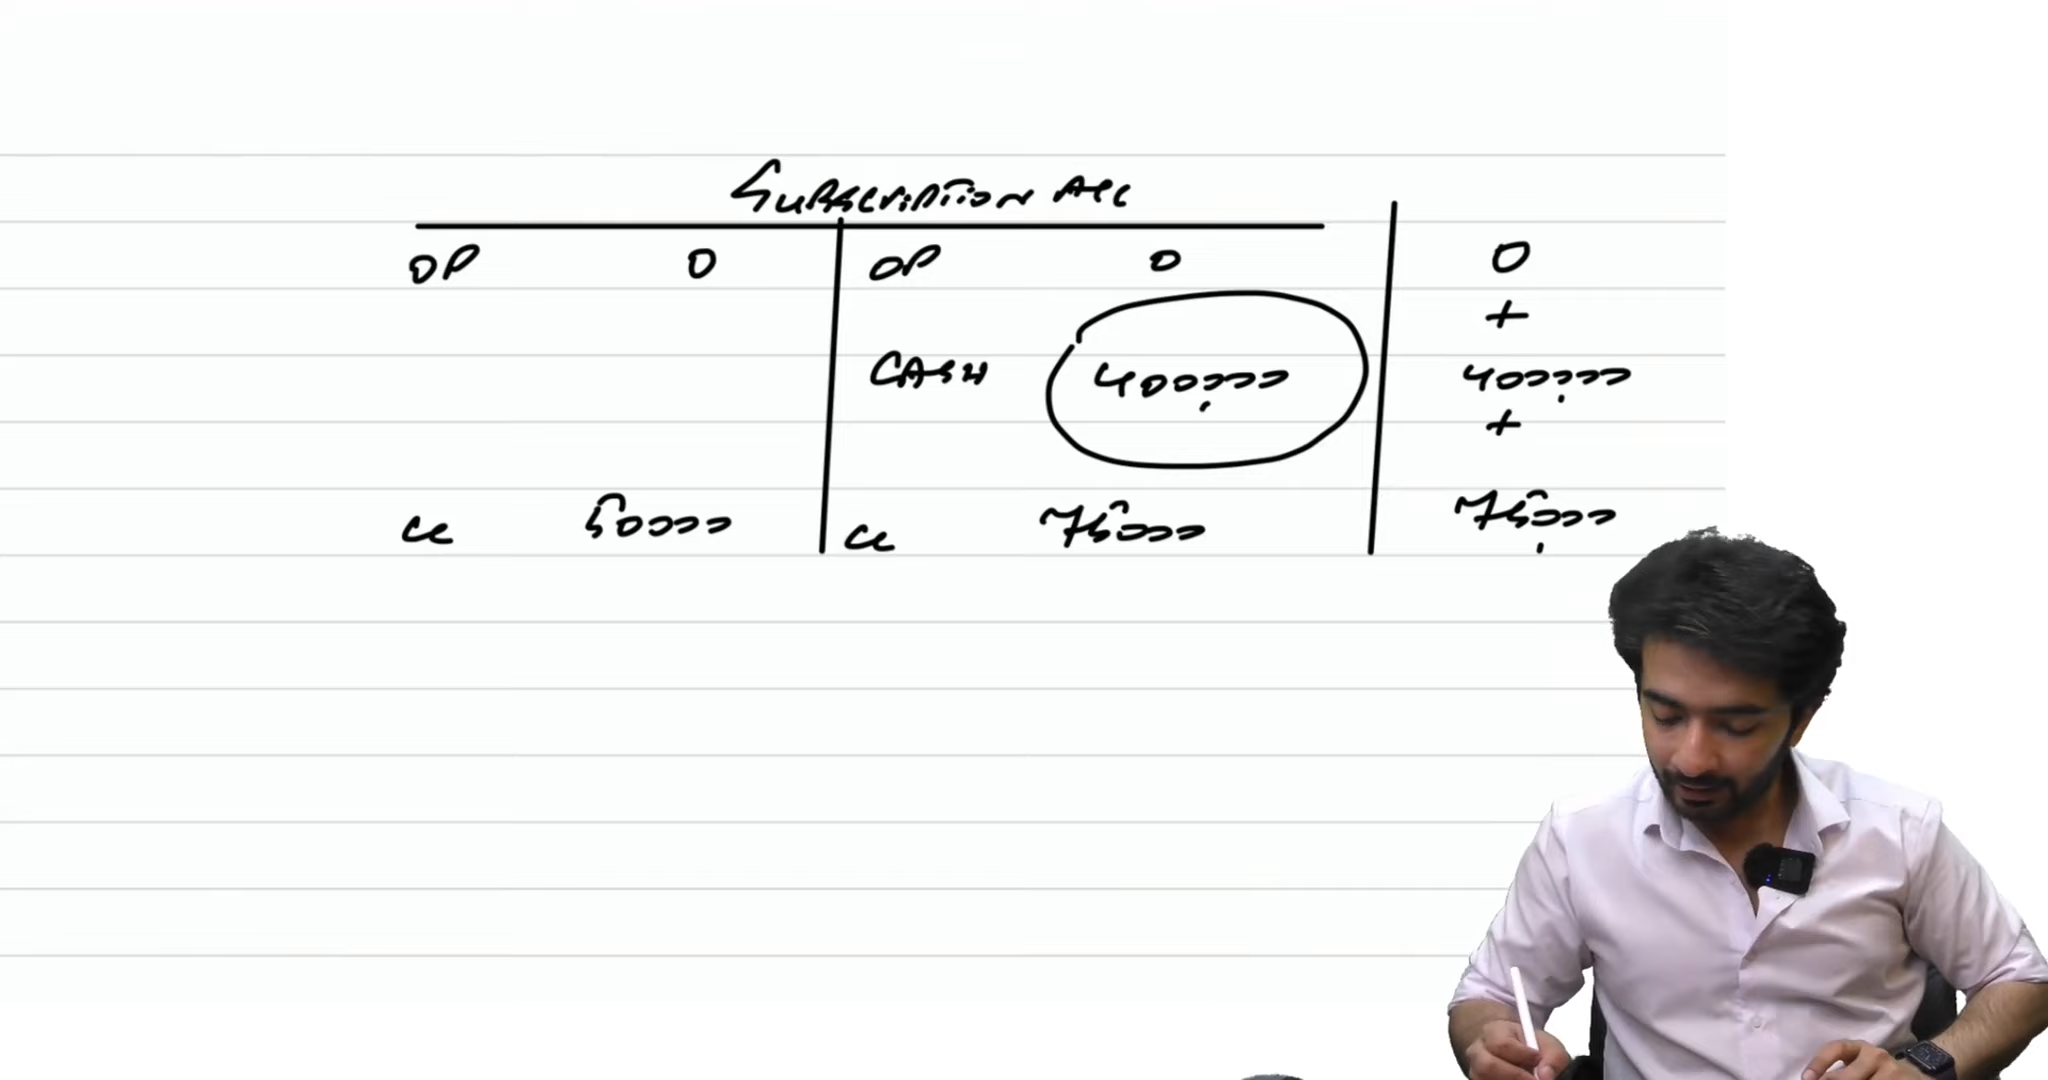 Subscription A/c
OP 0 OP 0 0
+
CASH 400000 400000
+
CL 50000 CL 75000 75000